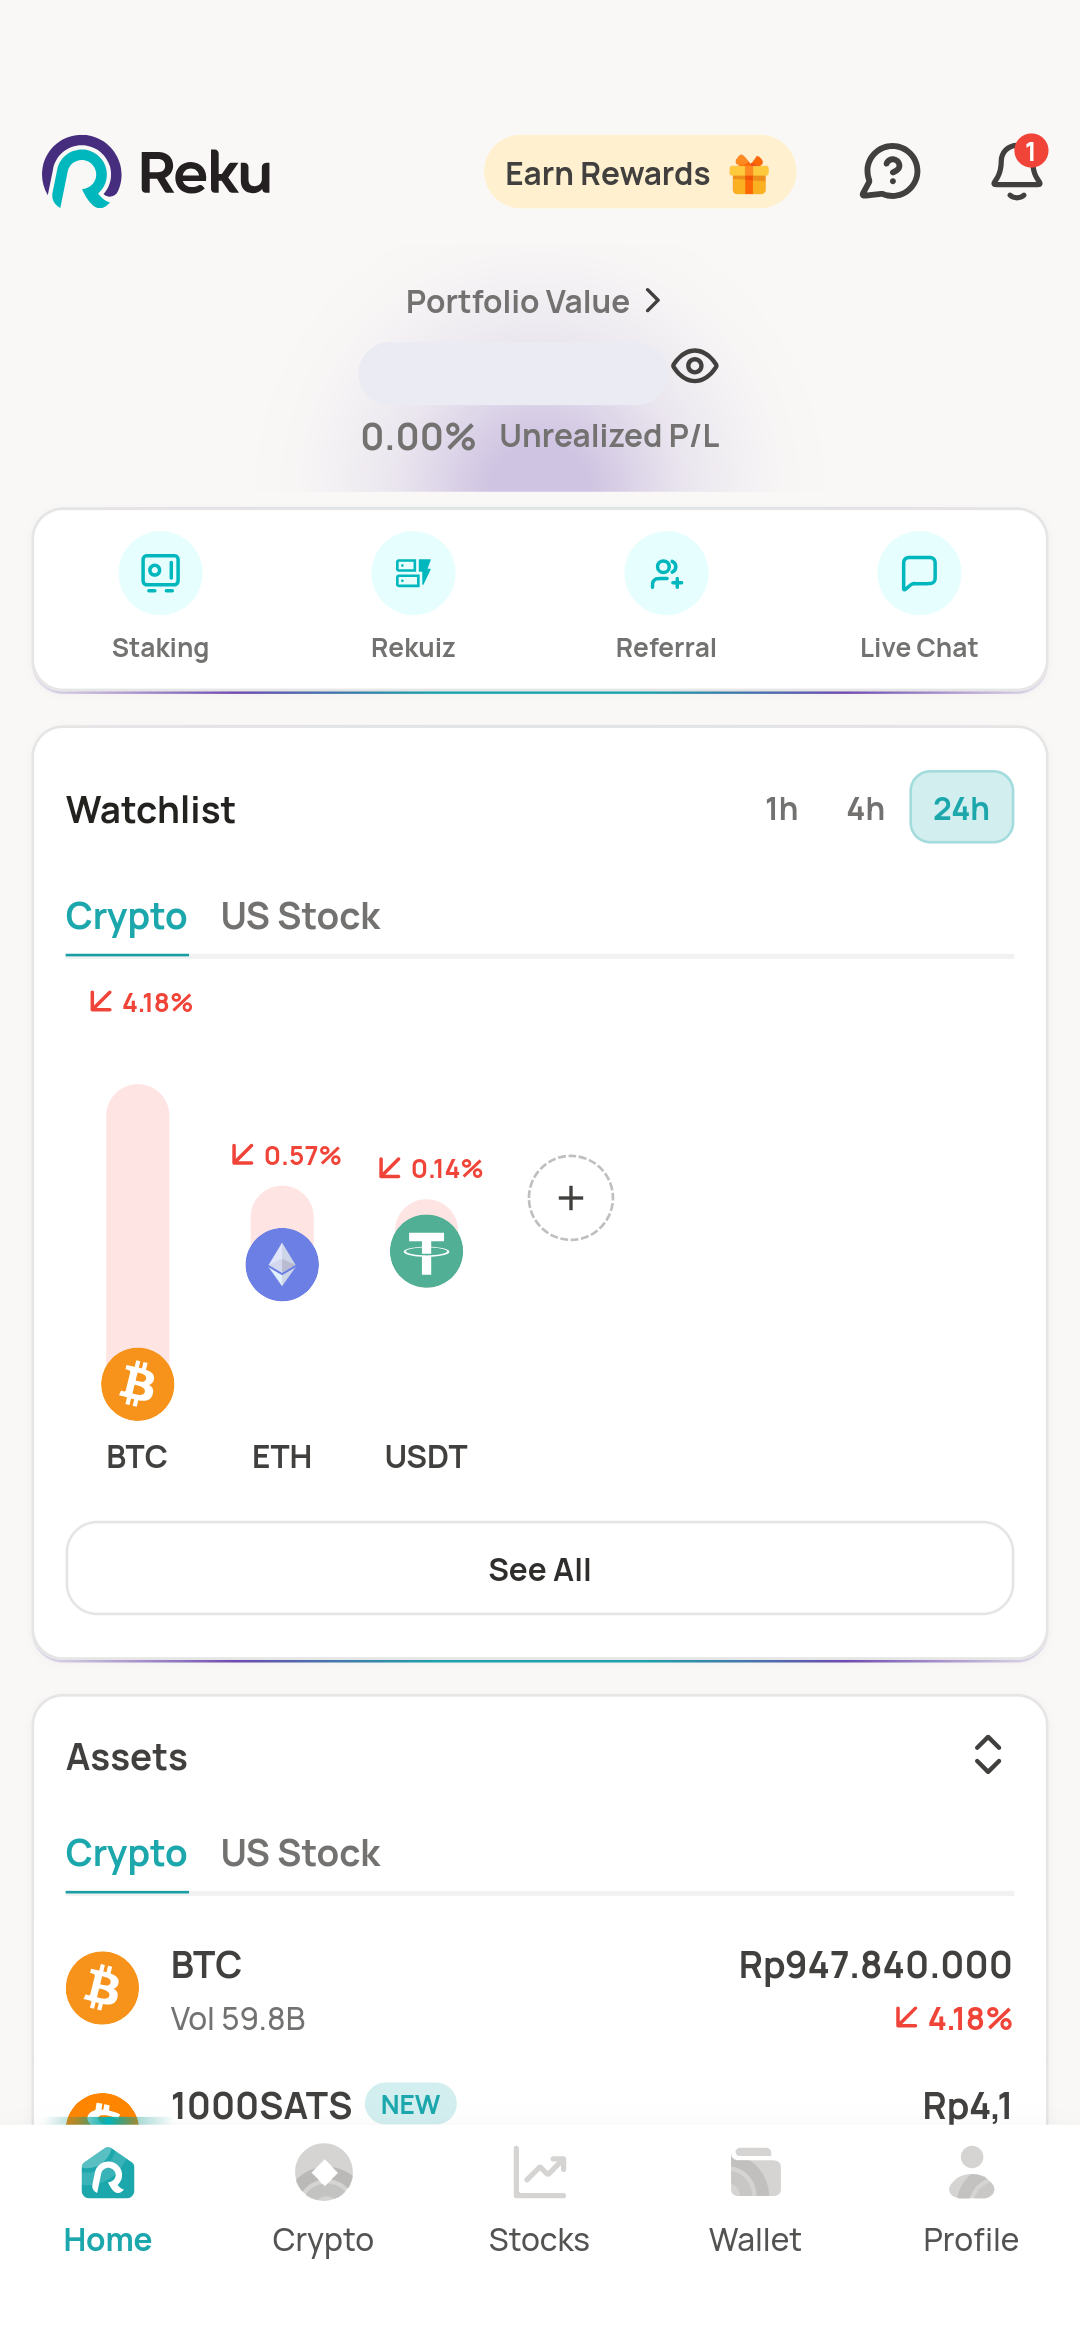 Reku
Earn Rewards
1
Portfolio Value
0.00% Unrealized P/L
Staking
Rekuiz
Referral
Live Chat
Watchlist
1h
4h
24h
Crypto
US Stock
4.18%
0.57%
0.14%
BTC
ETH
USDT
See All
Assets
Crypto
US Stock
BTC
Rp947.840.000
Vol 59.8B
4.18%
1000SATS NEW
Rp4,1
Home
Crypto
Stocks
Wallet
Profile